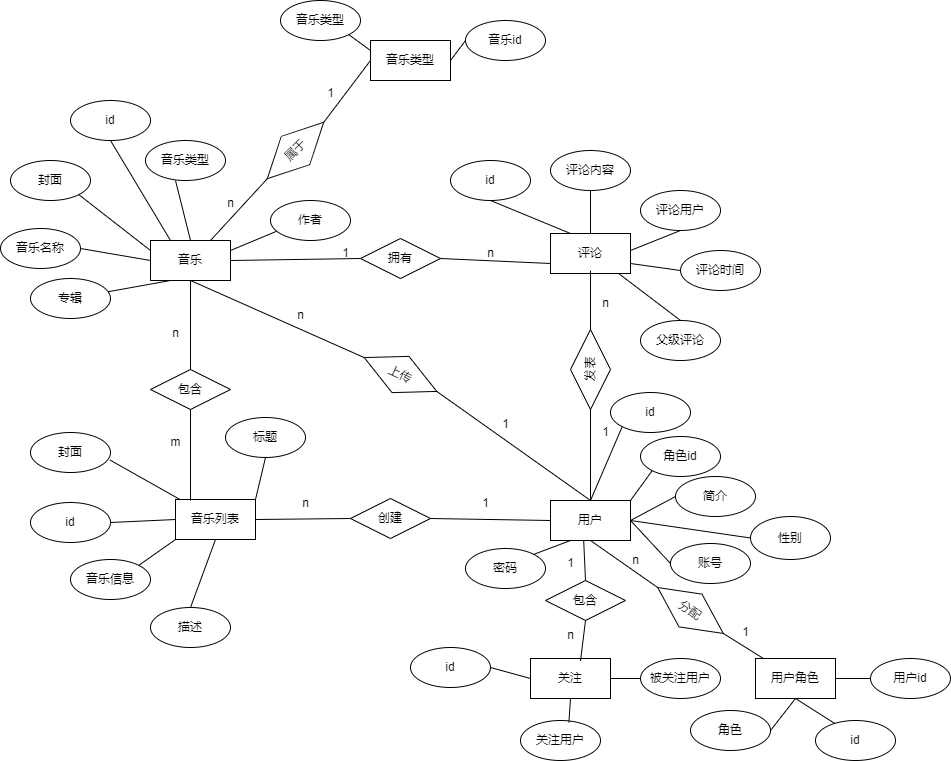 音乐类型
音乐id
音乐类型
1
id
属于
音乐类型
封面
评论内容
id
n
作者
评论用户
音乐名称
音乐
1
拥有
n
评论
评论时间
专辑
n
n
n
父级评论
上传
发表
包含
id
1
1
标题
m
封面
角色id
简介
n
1
id
音乐列表
创建
用户
性别
音乐信息
密码
1
n
账号
包含
分配
描述
n
1
id
关注
被关注用户
用户角色
用户id
关注用户
角色
id